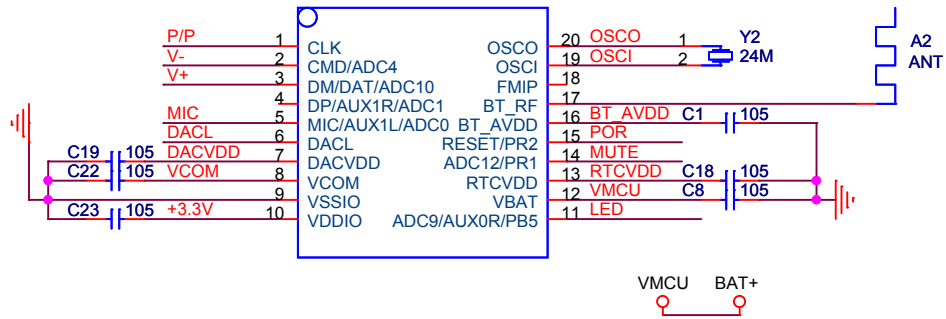 P/P 1 CLK OSCO 20 OSCO 1 Y2
V- 2 CMD/ADC4 OSCI 19 OSCI 2 24M
V+ 3 DM/DAT/ADC10 FMIP 18
4 DP/AUX1R/ADC1 BT_RF 17
A2
ANT
MIC 5 MIC/AUX1L/ADC0 BT_AVDD 16 BT_AVDD C1 105
DACL 6 DACL RESET/PR2 15 POR
C19 105 DACVDD 7 DACVDD ADC12/PR1 14 MUTE
C22 105 VCOM 8 VCOM RTCVDD 13 RTCVDD C18 105
9 VSSIO VBAT 12 VMCU C8 105
C23 105 +3.3V 10 VDDIO ADC9/AUX0R/PB5 11 LED
VMCU BAT+